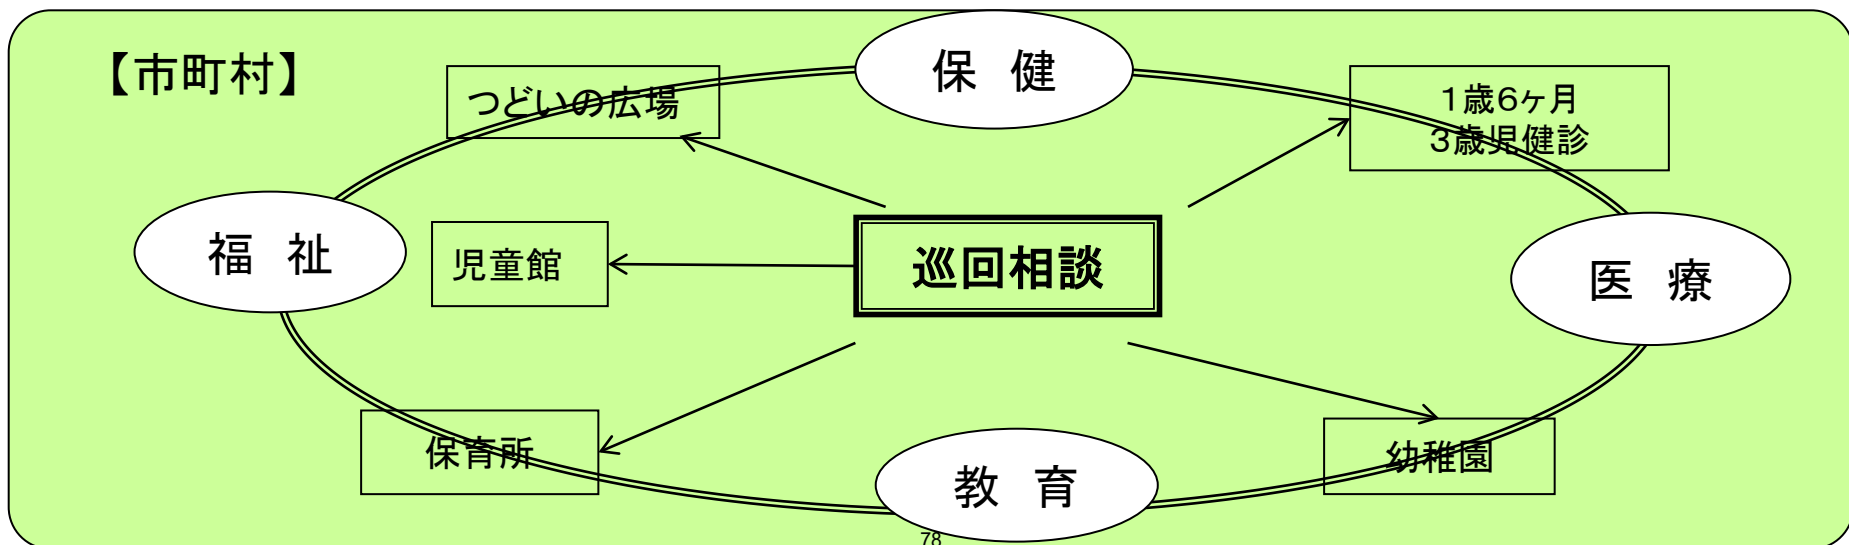 【市町村】
保　健
つどいの広場
１歳６ヶ月
３歳児健診
福　祉
児童館
巡回相談
医　療
保育所
教　育
幼稚園
78